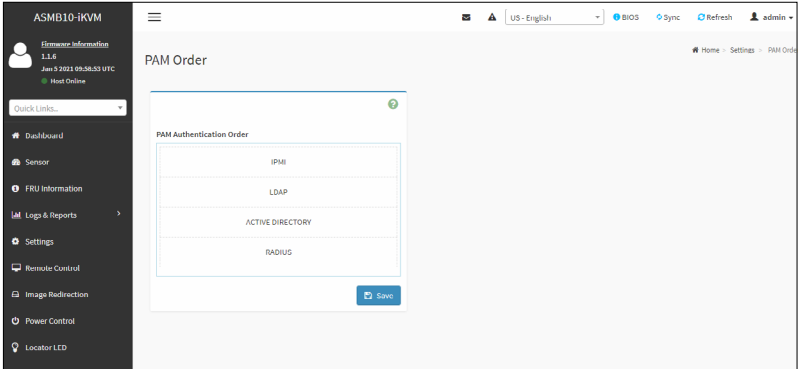 ASMB10-iKVM
Firmware Information
1.1.6
Jan 5 2021 09:58:53 UTC
Host Online
Quick Links...
Dashboard
Sensor
FRU Information
Logs & Reports
Settings
Remote Control
Image Redirection
Power Control
Locator LED
US - English
BIOS
Sync
Refresh
admin
PAM Order
Home > Settings > PAM Orde
PAM Authentication Order
IPMI
LDAP
ACTIVE DIRECTORY
RADIUS
Save